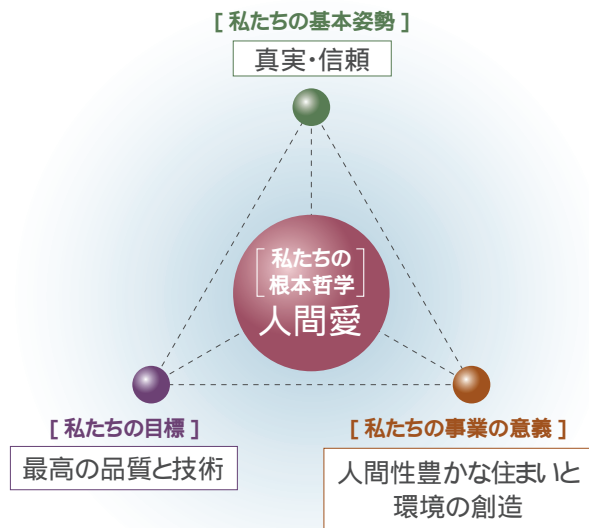 [ 私たちの基本姿勢 ]
真実・信頼
[ 私たちの
根本哲学 ]
人間愛
[ 私たちの目標 ]
最高の品質と技術
[ 私たちの事業の意義 ]
人間性豊かな住まいと
環境の創造